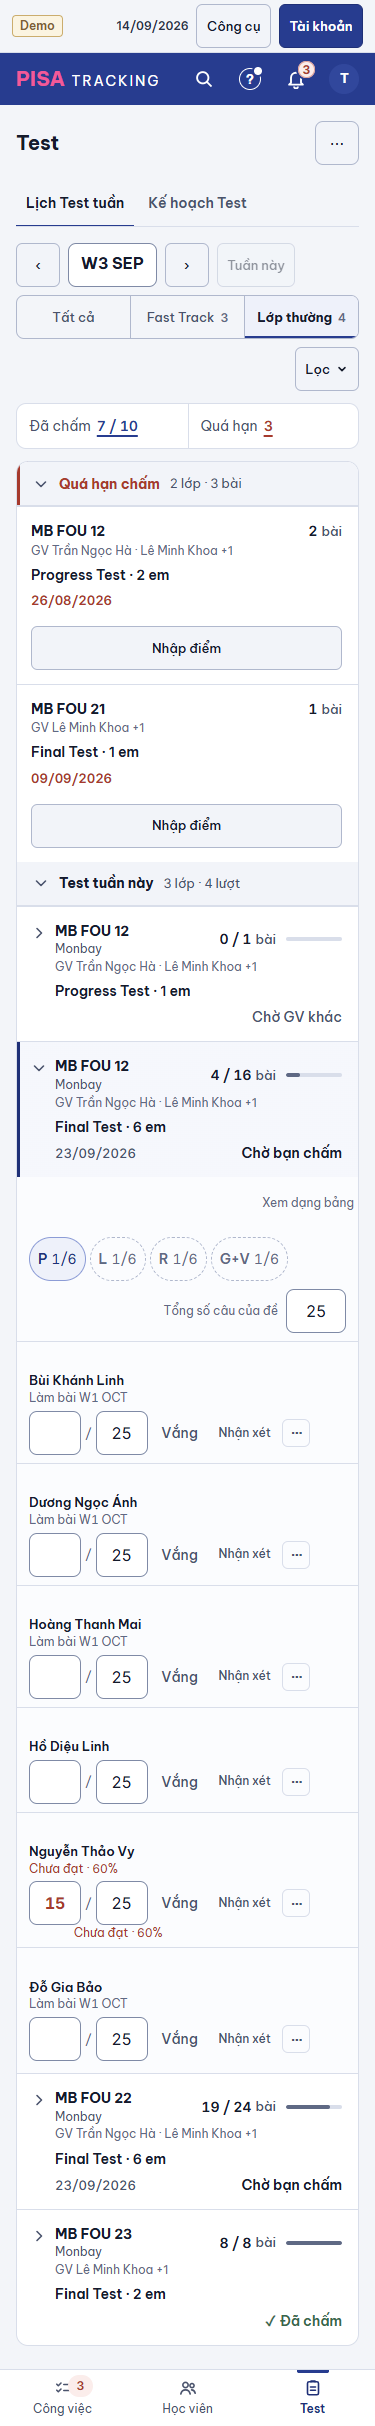 Demo 14/09/2026 Công cụ Tài khoản
PISA TRACKING ? 3 T
Test ...
Lịch Test tuần Kế hoạch Test
‹ W3 SEP › Tuần này
Tất cả Fast Track 3 Lớp thường 4
Lọc
Đã chấm 7 / 10 Quá hạn 3
Quá hạn chấm 2 lớp · 3 bài
MB FOU 12 2 bài
GV Trần Ngọc Hà · Lê Minh Khoa +1
Progress Test · 2 em
26/08/2026
Nhập điểm
MB FOU 21 1 bài
GV Lê Minh Khoa +1
Final Test · 1 em
09/09/2026
Nhập điểm
Test tuần này 3 lớp · 4 lượt
MB FOU 12 0 / 1 bài
Monbay
GV Trần Ngọc Hà · Lê Minh Khoa +1
Progress Test · 1 em
Chờ GV khác
MB FOU 12 4 / 16 bài
Monbay
GV Trần Ngọc Hà · Lê Minh Khoa +1
Final Test · 6 em
23/09/2026 Chờ bạn chấm
Xem dạng bảng
P 1/6 L 1/6 R 1/6 G+V 1/6
Tổng số câu của đề 25
Bùi Khánh Linh
Làm bài W1 OCT
/ 25 Vắng Nhận xét ...
Dương Ngọc Ánh
Làm bài W1 OCT
/ 25 Vắng Nhận xét ...
Hoàng Thanh Mai
Làm bài W1 OCT
/ 25 Vắng Nhận xét ...
Hồ Diệu Linh
/ 25 Vắng Nhận xét ...
Nguyễn Thảo Vy
Chưa đạt · 60%
15 / 25 Vắng Nhận xét ...
Chưa đạt · 60%
Đỗ Gia Bảo
Làm bài W1 OCT
/ 25 Vắng Nhận xét ...
MB FOU 22 19 / 24 bài
Monbay
GV Trần Ngọc Hà · Lê Minh Khoa +1
Final Test · 6 em
23/09/2026 Chờ bạn chấm
MB FOU 23 8 / 8 bài
Monbay
GV Lê Minh Khoa +1
Final Test · 2 em
✓ Đã chấm
3
Công việc Học viên Test